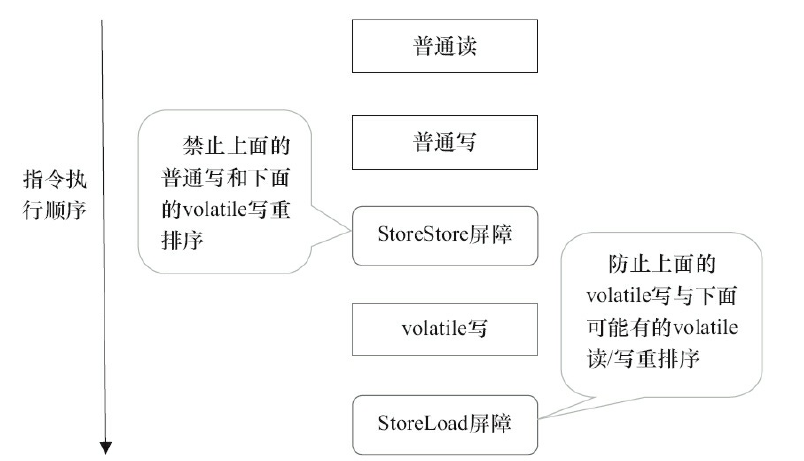 普通读
普通写
指令执
行顺序
禁止上面的
普通写和下面
的volatile写重
排序
StoreStore屏障
防止上面的
volatile写与下面
可能有的volatile
读/写重排序
volatile写
StoreLoad屏障